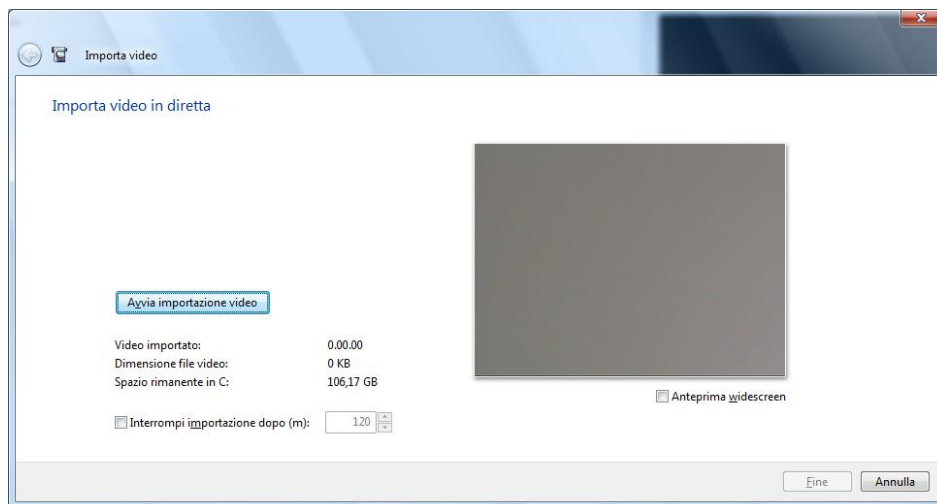 Importa video
Importa video in diretta
Avvia importazione video
Video importato: 0.00.00
Dimensione file video: 0 KB
Spazio rimanente in C: 106,17 GB
Anteprima widescreen
Interrompi importazione dopo (m): 120
Fine Annulla